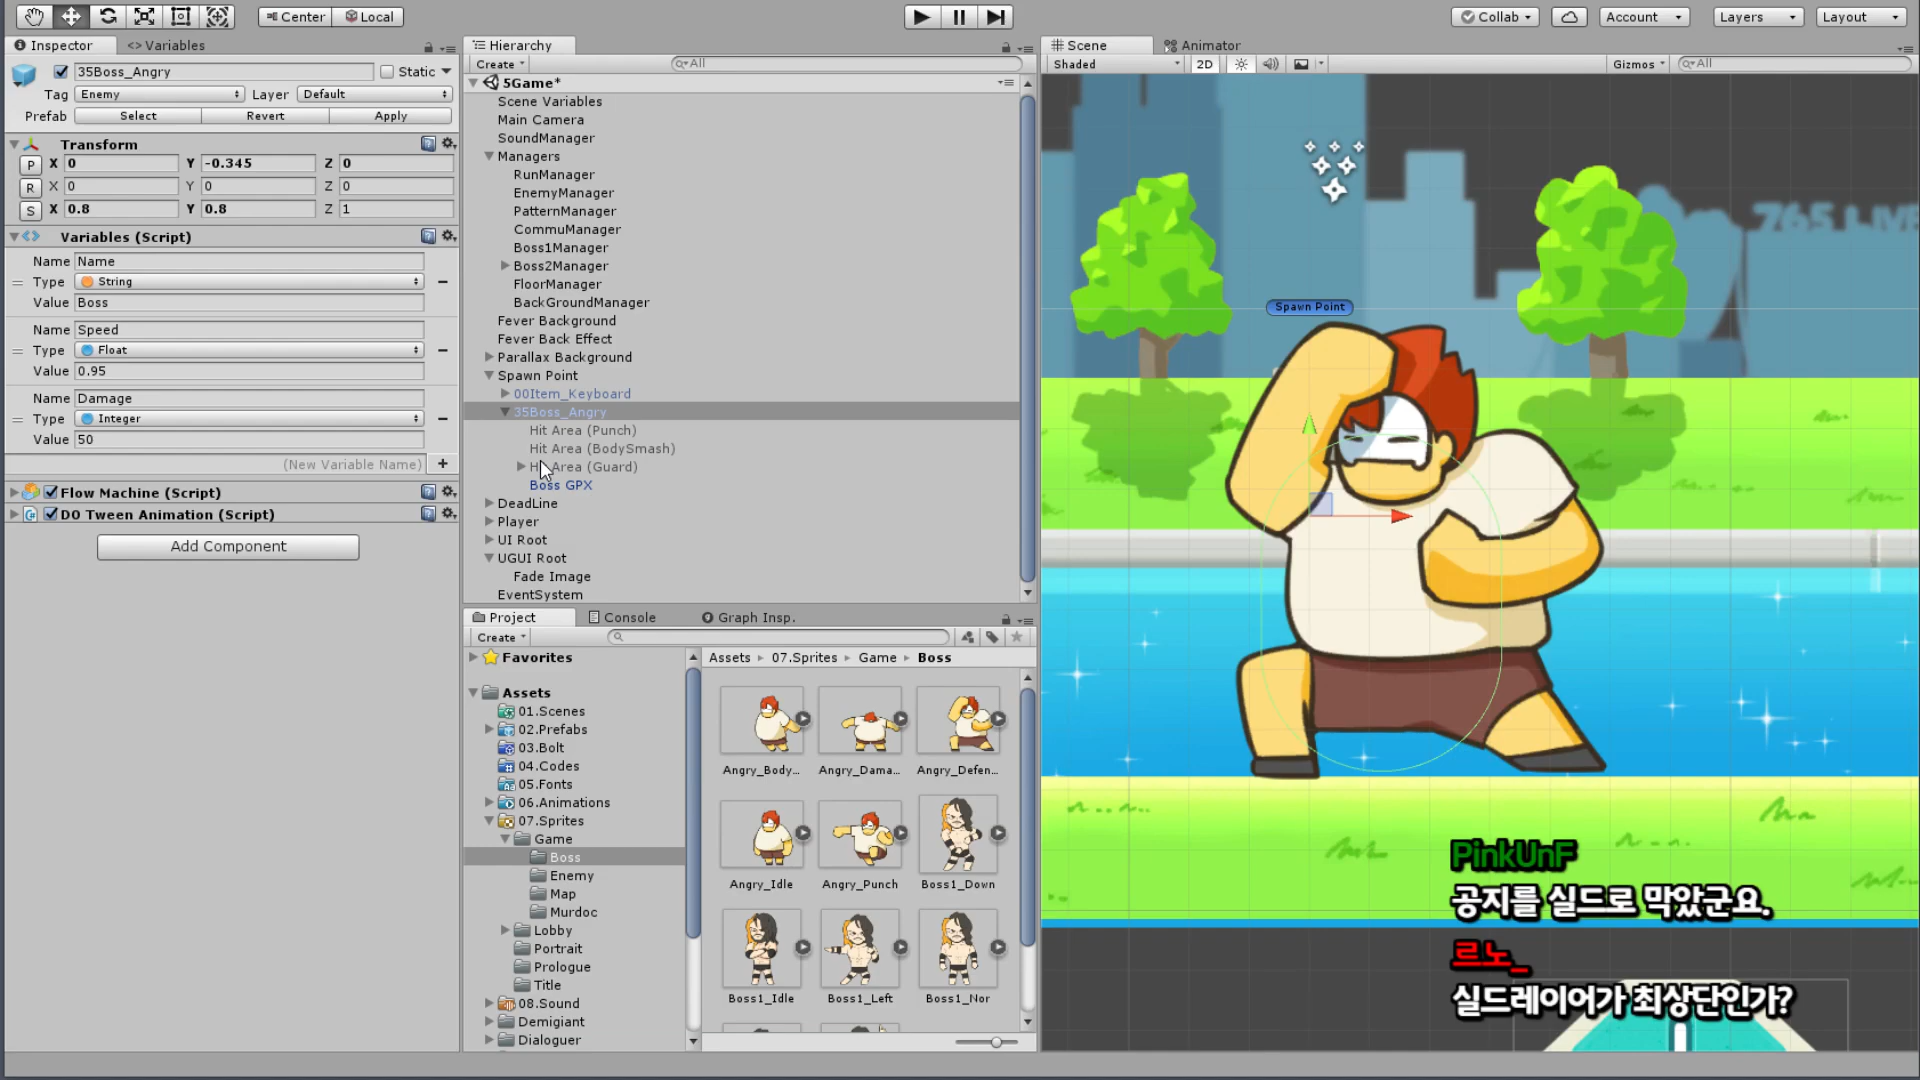 Center
Local
Collab
Account
Layers
Layout
Inspector
<> Variables
35Boss_Angry
Static
Tag
Enemy
Layer
Default
Prefab
Select
Revert
Apply
Transform
P X 0 Y -0.345 Z 0
R X 0 Y 0 Z 0
S X 0.8 Y 0.8 Z 1
Variables (Script)
Name Name
Type String
Value Boss
Name Speed
Type Float
Value 0.95
Name Damage
Type Integer
Value 50
(New Variable Name)
Flow Machine (Script)
DO Tween Animation (Script)
Add Component
Hierarchy
Create
All
5Game*
Scene Variables
Main Camera
SoundManager
Managers
RunManager
EnemyManager
PatternManager
CommuManager
Boss1Manager
Boss2Manager
FloorManager
BackGroundManager
Fever Background
Fever Back Effect
Parallax Background
Spawn Point
00Item_Keyboard
35Boss_Angry
Hit Area (Punch)
Hit Area (BodySmash)
Hit Area (Guard)
Boss GPX
DeadLine
Player
UI Root
UGUI Root
Fade Image
EventSystem
Project
Console
Graph Insp.
Create
Favorites
Assets
01.Scenes
02.Prefabs
03.Bolt
04.Codes
05.Fonts
06.Animations
07.Sprites
Game
Boss
Enemy
Map
Murdoc
Lobby
Portrait
Prologue
Title
08.Sound
Demigiant
Dialoguer
Assets ▸ 07.Sprites ▸ Game ▸ Boss
Angry_Body...
Angry_Dama...
Angry_Defen...
Angry_Idle
Angry_Punch
Boss1_Down
Boss1_Idle
Boss1_Left
Boss1_Nor
Scene
Animator
Shaded
2D
Gizmos
All
765 LIVE
Spawn Point
PinkUnF
공지를 실드로 막았군요.
르노_
실드레이어가 최상단인가?